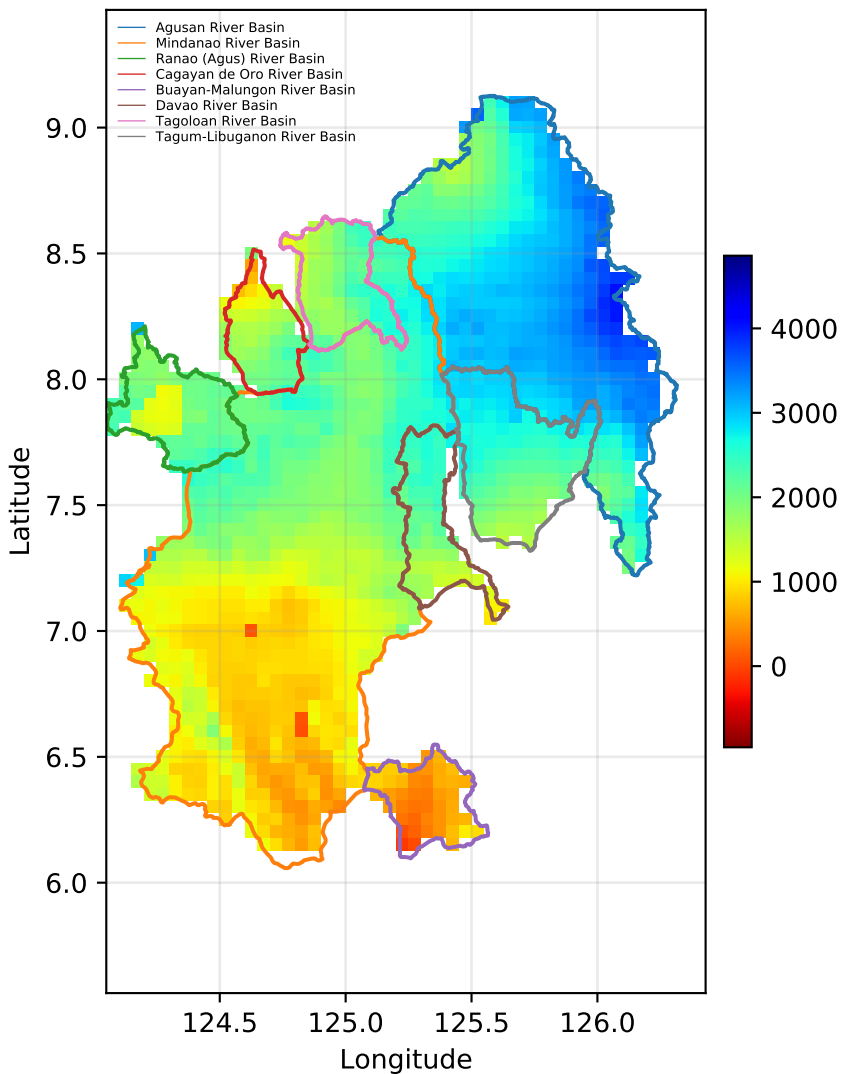 Agusan River Basin
Mindanao River Basin
Ranao (Agus) River Basin
Cagayan de Oro River Basin
Buayan-Malungon River Basin
Davao River Basin
Tagoloan River Basin
Tagum-Libuganon River Basin
9.0
8.5
8.0
7.5
7.0
6.5
6.0
Latitude
124.5 125.0 125.5 126.0
Longitude
4000
3000
2000
1000
0